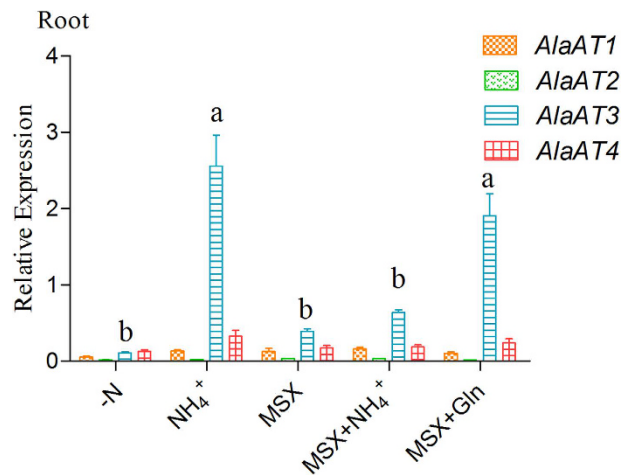 Root
AlaAT1
AlaAT2
AlaAT3
AlaAT4
Relative Expression
4
3
2
1
0
b
a
b
b
a
-N
NH₄⁺
MSX
MSX+NH₄⁺
MSX+Gln